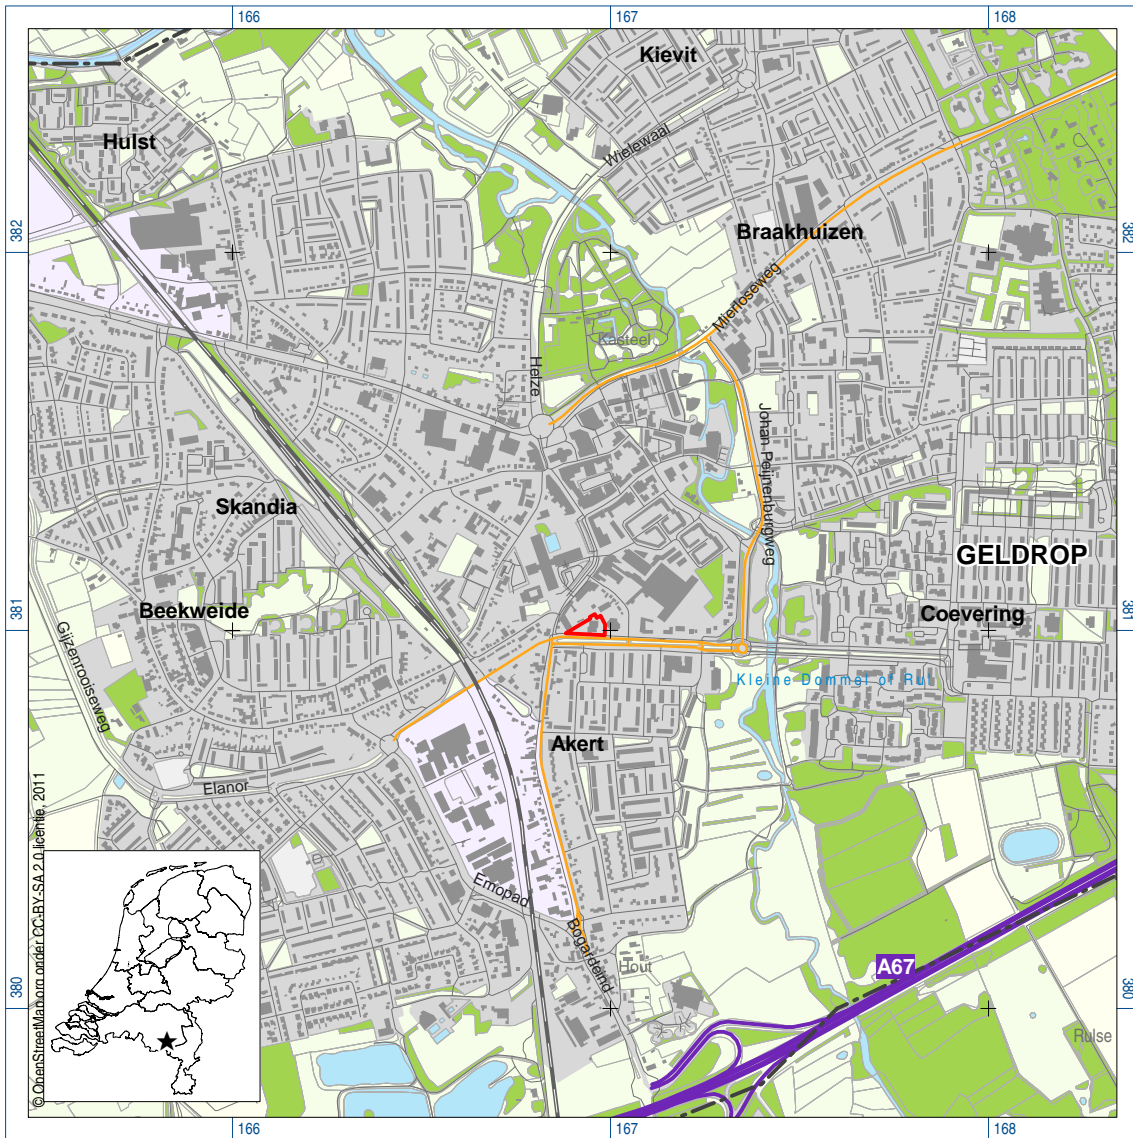 166
167
168
Kievit
Hulst
Wielewaal
382
Braakhuizen
382
Mierloseweg
Kasteel
Heize
Johan Peijnenburgweg
Skandia
GELDROP
Beekweide
Coevering
381
381
Gijzenrooiseweg
Kleine Dommel of Rul
Akert
Elanor
Emopad
Bogardeind
Hout
A67
380
380
Rulse
© OpenStreetMap.org onder CC-BY-SA 2.0 licentie, 2011
166
167
168